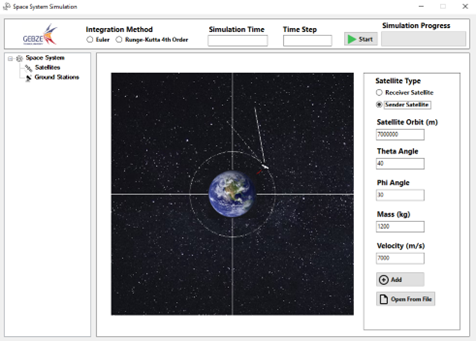 Space System Simulation
GEBZE
Integration Method
Euler
Runge-Kutta 4th Order
Simulation Time
Time Step
Start
Simulation Progress
Space System
Satellites
Ground Stations
Satellite Type
Receiver Satellite
Sender Satellite
Satellite Orbit (m)
7000000
Theta Angle
40
Phi Angle
30
Mass (kg)
1200
Velocity (m/s)
7000
Add
Open From File